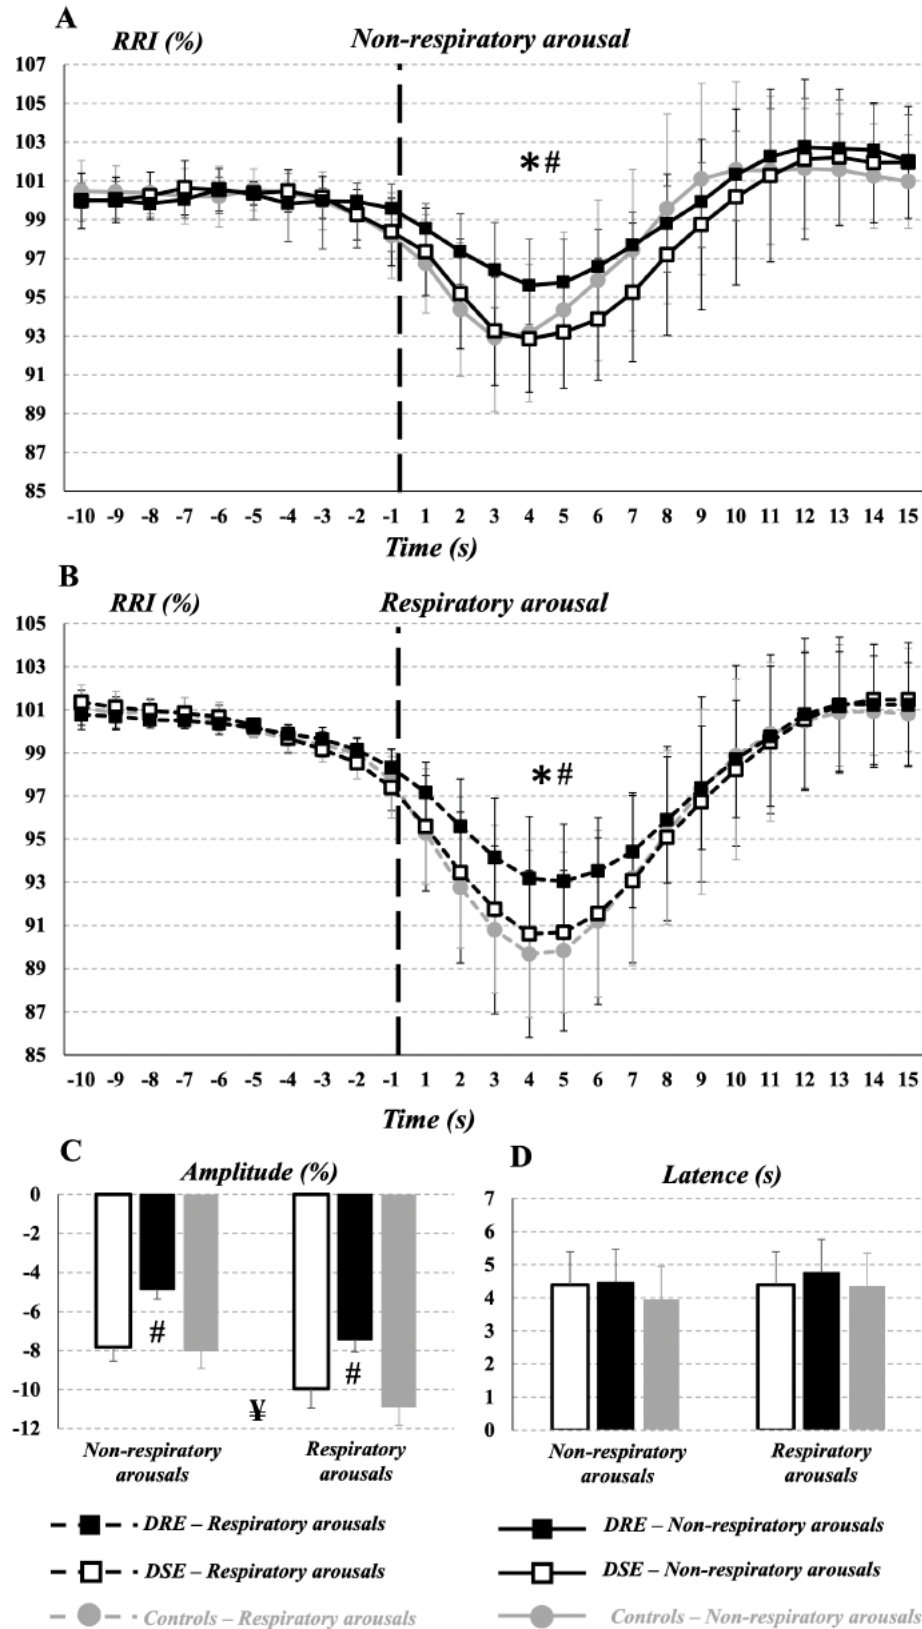 A
RRI (%) Non-respiratory arousal
107
105
103
101
99
97
95
93
91
89
87
85
*#
-10 -9 -8 -7 -6 -5 -4 -3 -2 -1 1 2 3 4 5 6 7 8 9 10 11 12 13 14 15
Time (s)
B
RRI (%) Respiratory arousal
105
103
101
99
97
95
93
91
89
87
85
*#
-10 -9 -8 -7 -6 -5 -4 -3 -2 -1 1 2 3 4 5 6 7 8 9 10 11 12 13 14 15
Time (s)
C
Amplitude (%)
0
-2
-4
-6
-8
-10
-12
#
#
¥
Non-respiratory arousals
Respiratory arousals
D
Latence (s)
7
6
5
4
3
2
1
0
Non-respiratory arousals
Respiratory arousals
DRE – Respiratory arousals
DSE – Respiratory arousals
Controls – Respiratory arousals
DRE – Non-respiratory arousals
DSE – Non-respiratory arousals
Controls – Non-respiratory arousals